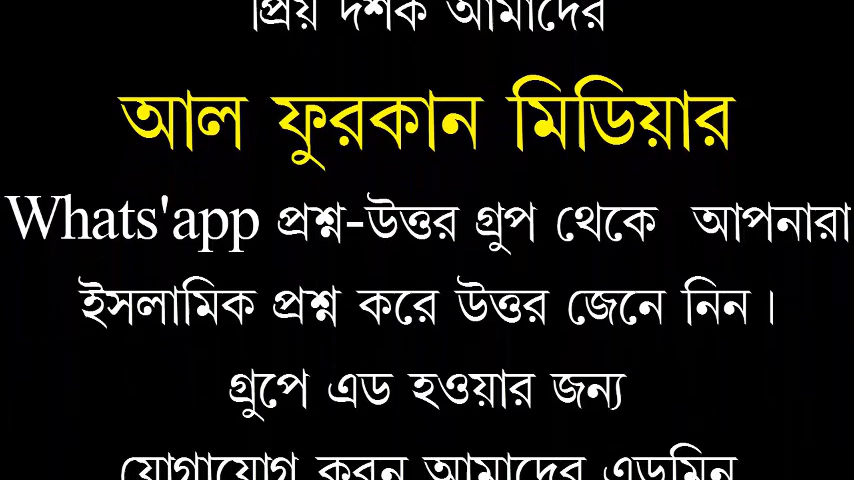 প্রিয় দর্শক আমাদের
আল ফুরকান মিডিয়ার
Whats'app প্রশ্ন-উত্তর গ্রুপ থেকে আপনারা
ইসলামিক প্রশ্ন করে উত্তর জেনে নিন।
গ্রুপে এড হওয়ার জন্য
যোগাযোগ করুন আমাদের এডমিন